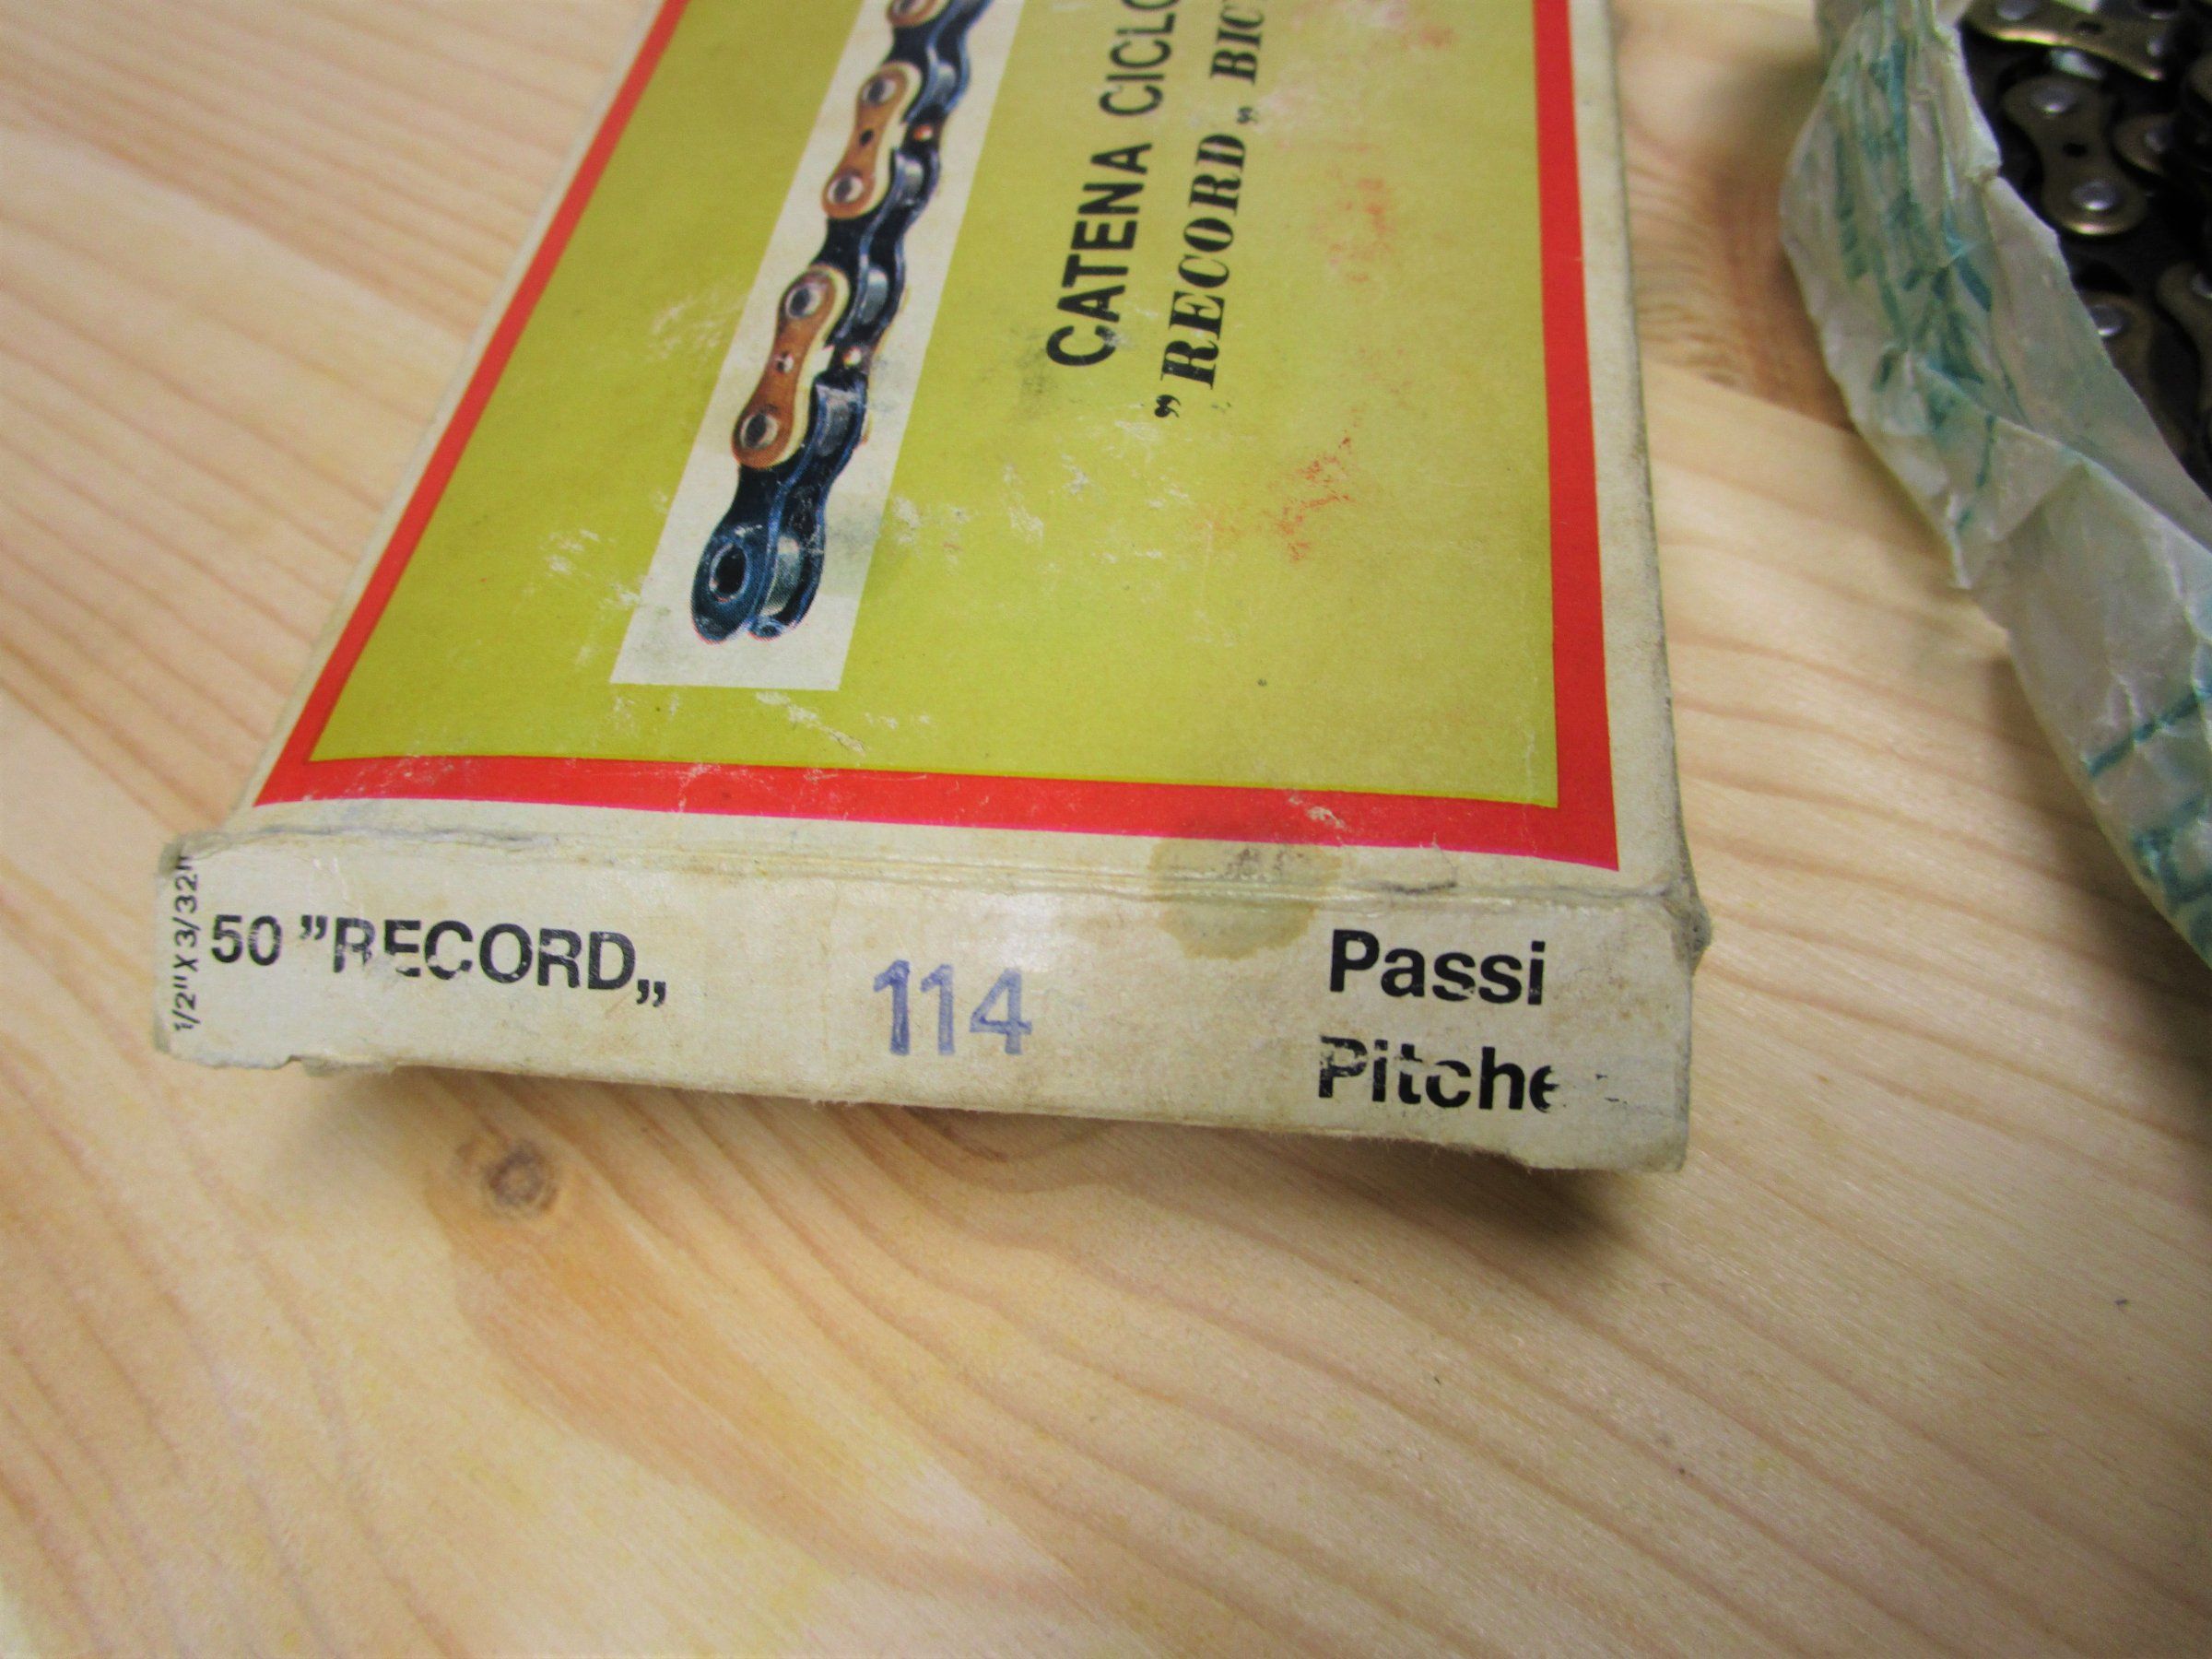 CATENA CICLO
"RECORD„ BIC
1/2" X 3/32"
50 "RECORD„
114
Passi
Pitche